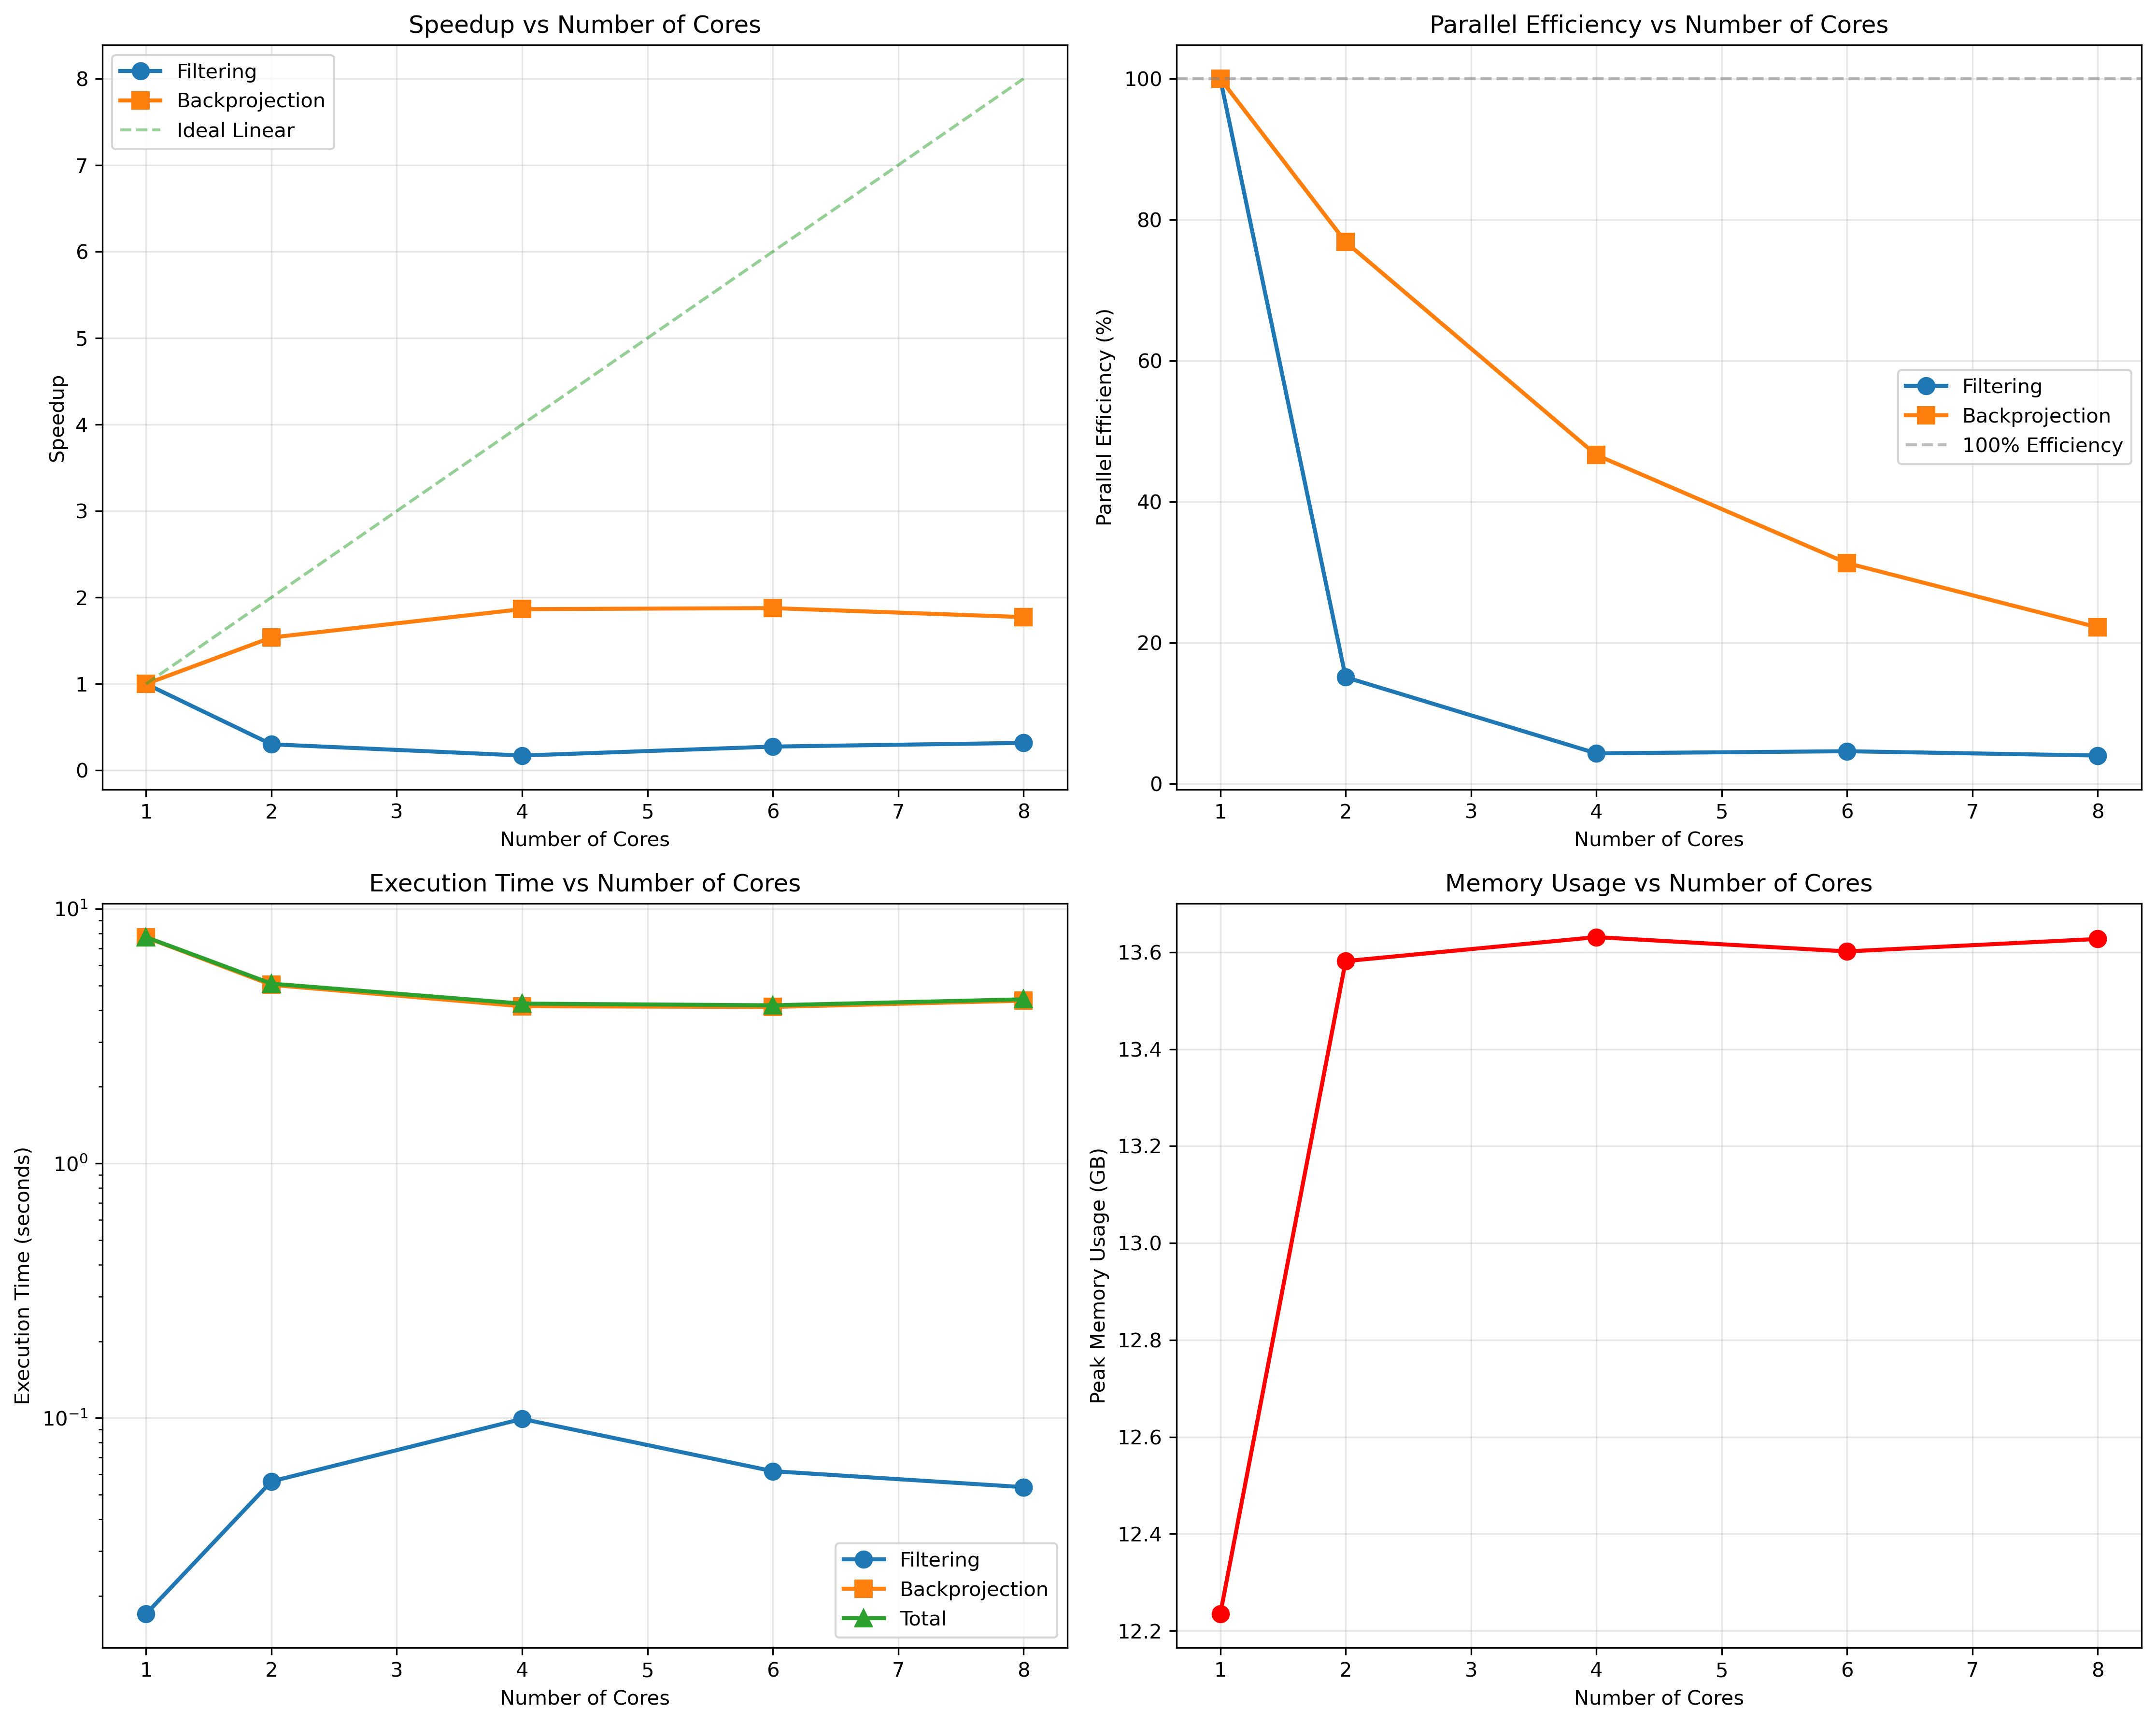 Speedup vs Number of Cores
Filtering
Backprojection
Ideal Linear
8
7
6
5
4
3
2
1
0
Speedup
1 2 3 4 5 6 7 8
Number of Cores
Parallel Efficiency vs Number of Cores
100
80
60
40
20
0
Parallel Efficiency (%)
Filtering
Backprojection
100% Efficiency
1 2 3 4 5 6 7 8
Number of Cores
Execution Time vs Number of Cores
10¹
10⁰
10⁻¹
Execution Time (seconds)
Filtering
Backprojection
Total
1 2 3 4 5 6 7 8
Number of Cores
Memory Usage vs Number of Cores
13.6
13.4
13.2
13.0
12.8
12.6
12.4
12.2
Peak Memory Usage (GB)
1 2 3 4 5 6 7 8
Number of Cores